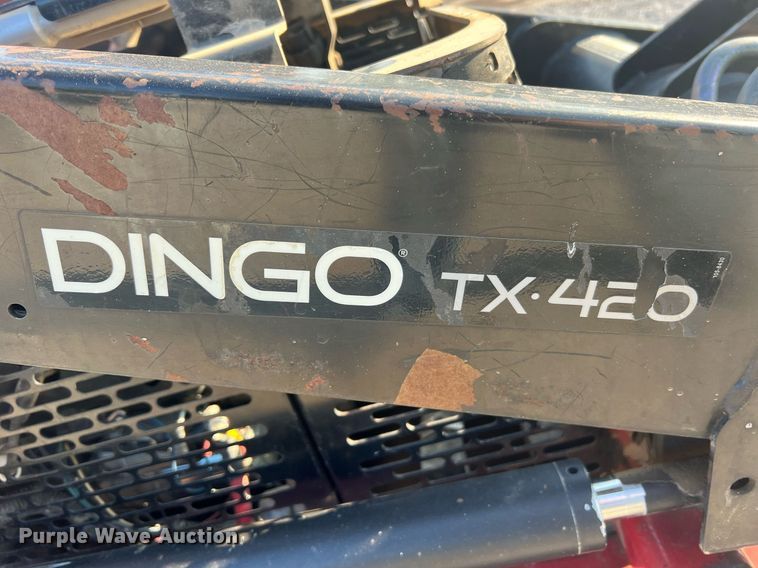 DINGO® TX·420
Purple Wave Auction.